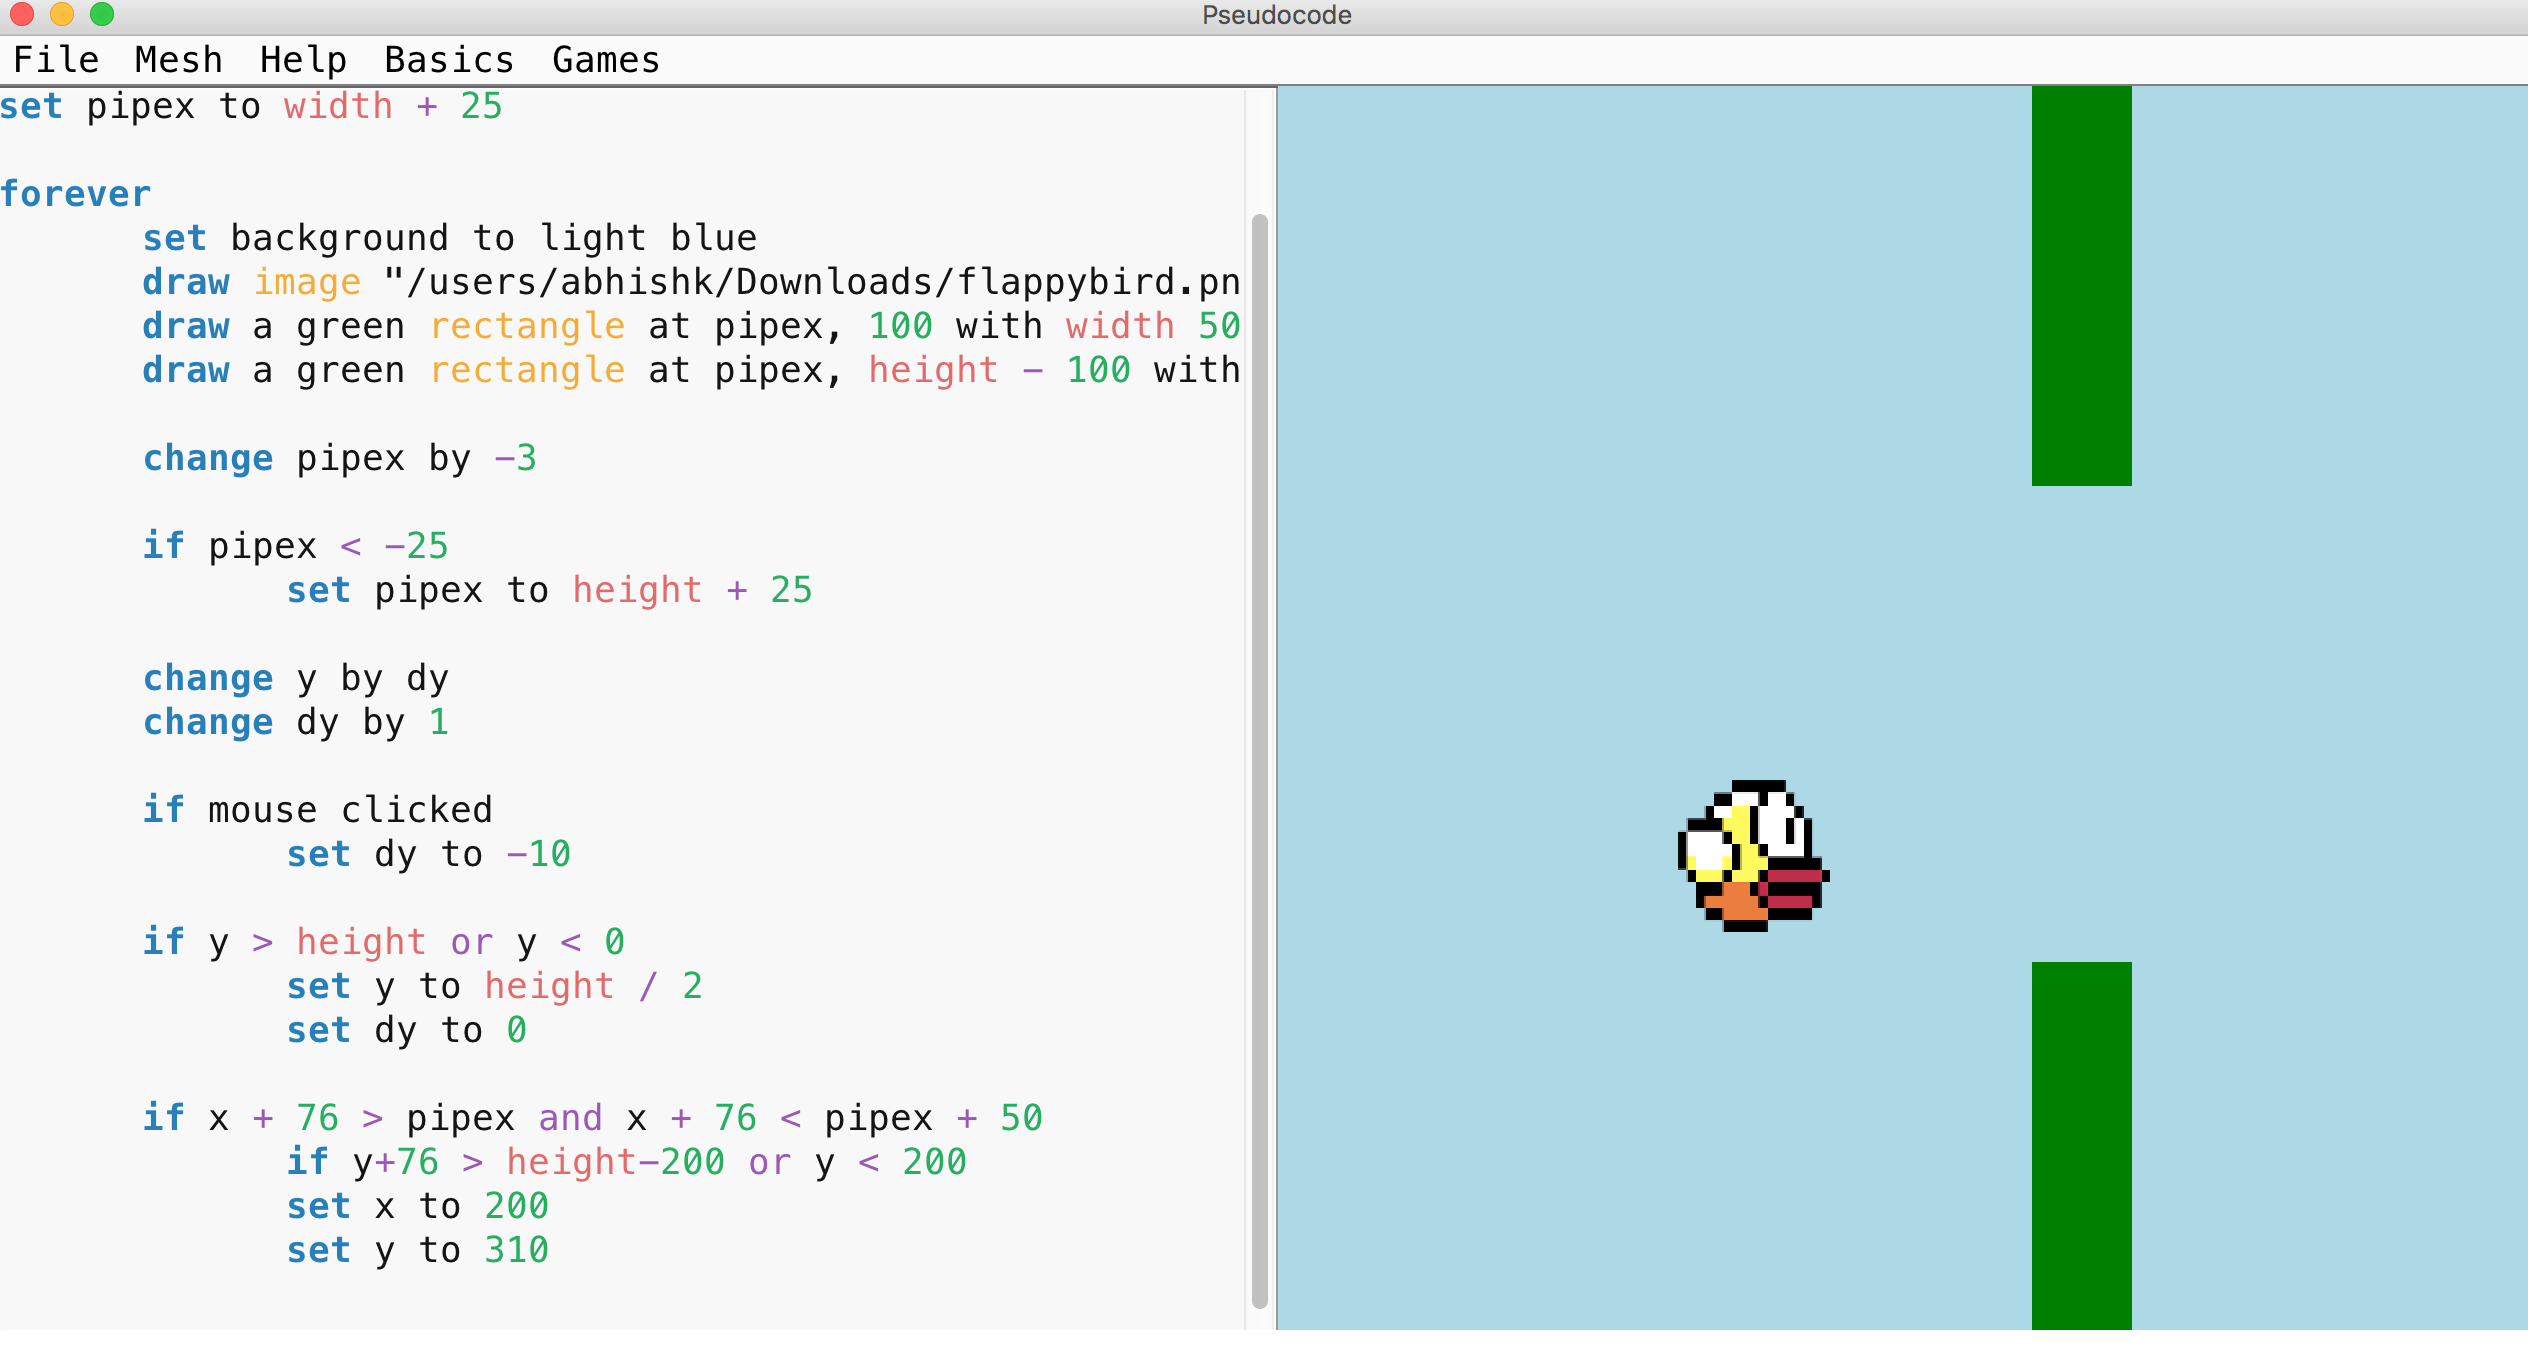 Pseudocode
File Mesh Help Basics Games
set pipex to width + 25
forever
set background to light blue
draw image "/users/abhishk/Downloads/flappybird.pn
draw a green rectangle at pipex, 100 with width 50
draw a green rectangle at pipex, height - 100 with
change pipex by -3
if pipex < -25
set pipex to height + 25
change y by dy
change dy by 1
if mouse clicked
set dy to -10
if y > height or y < 0
set y to height / 2
set dy to 0
if x + 76 > pipex and x + 76 < pipex + 50
if y+76 > height-200 or y < 200
set x to 200
set y to 310